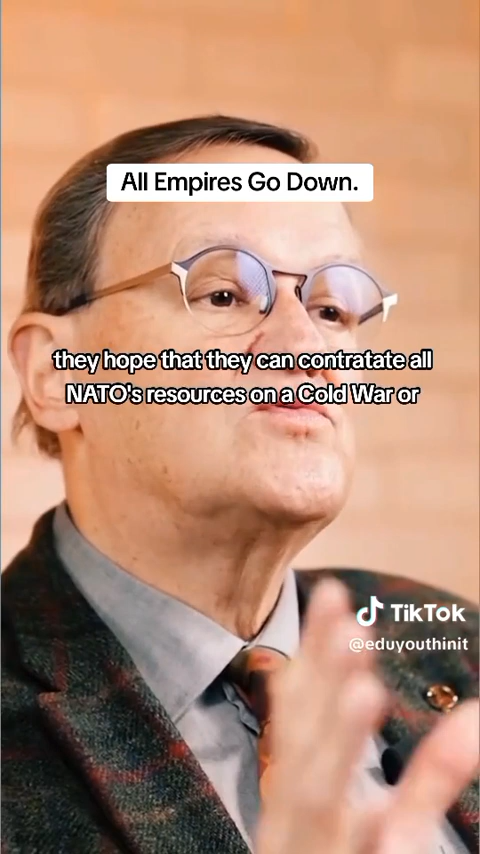 All Empires Go Down.
they hope that they can contratate all
NATO's resources on a Cold War or
TikTok
@eduyouthinit